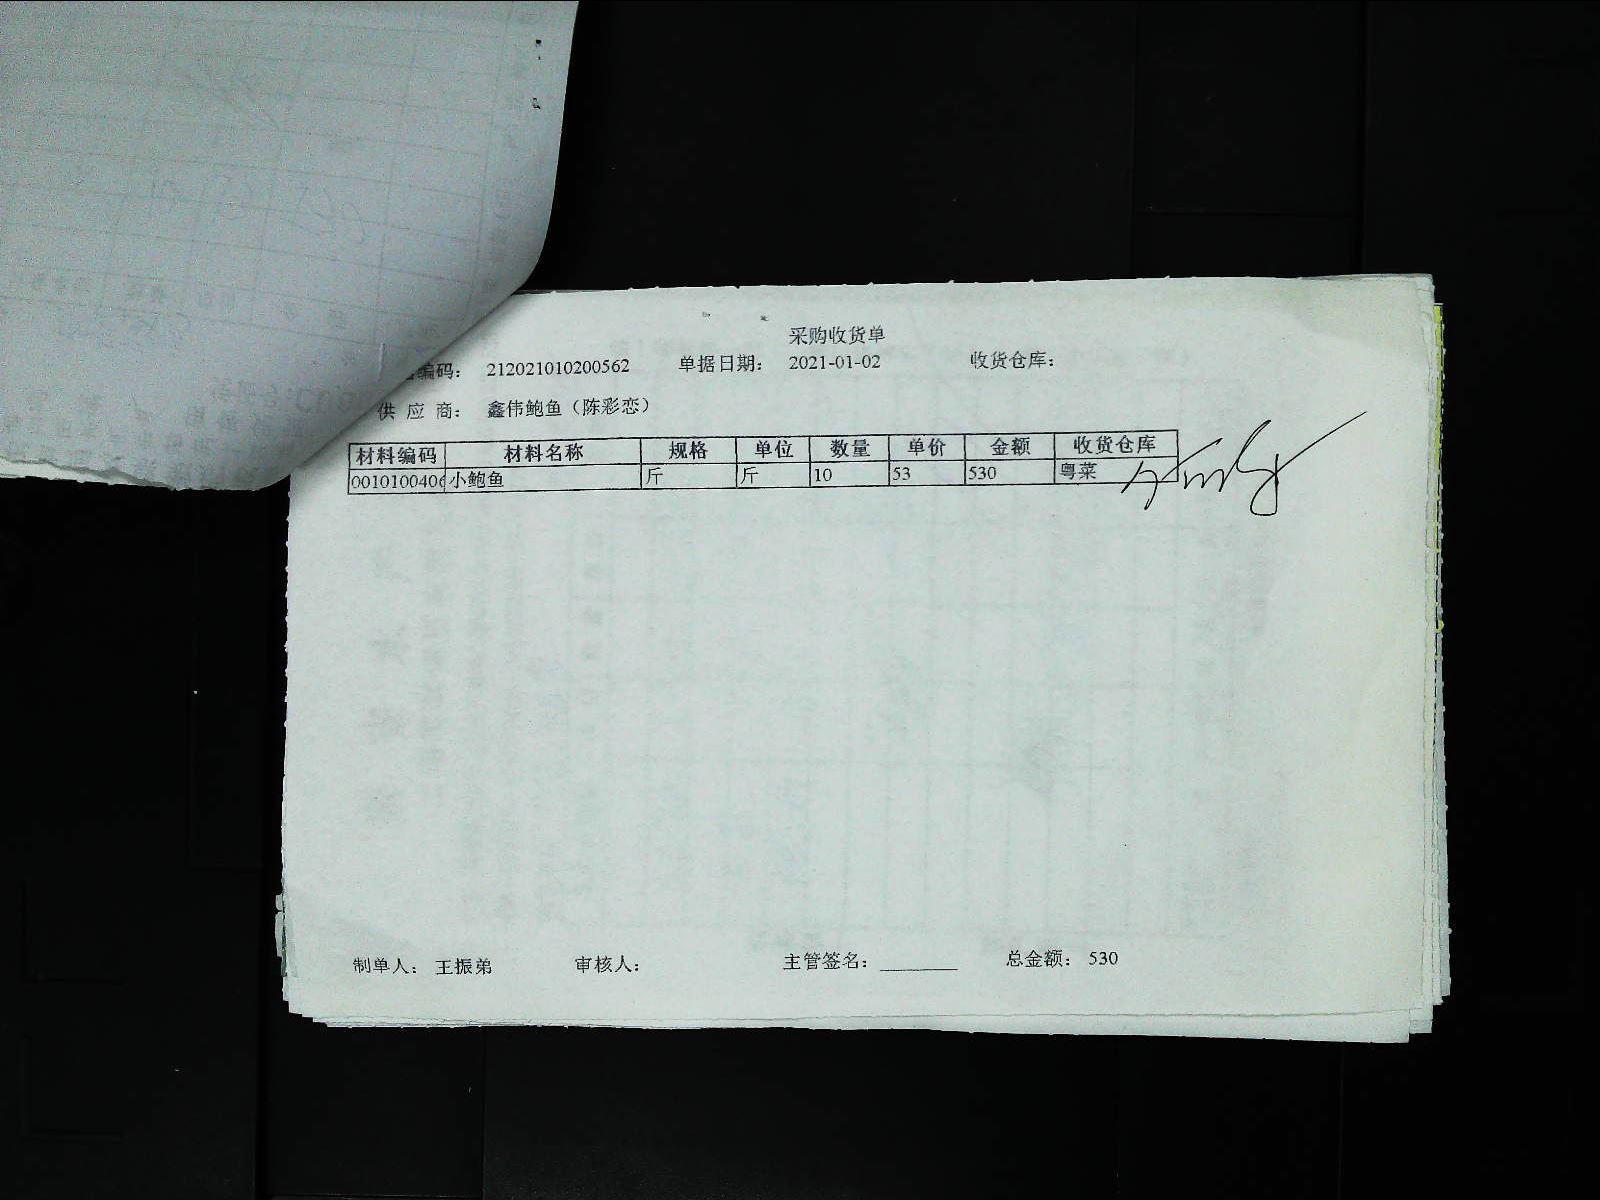 采购收货单
编码： 212021010200562 单据日期： 2021-01-02 收货仓库：
供 应 商： 鑫伟鲍鱼（陈彩恋）
材料编码 材料名称 规格 单位 数量 单价 金额 收货仓库
001010040 小鲍鱼 斤 斤 10 53 530 粤菜
制单人： 王振弟 审核人： 主管签名：________ 总金额： 530